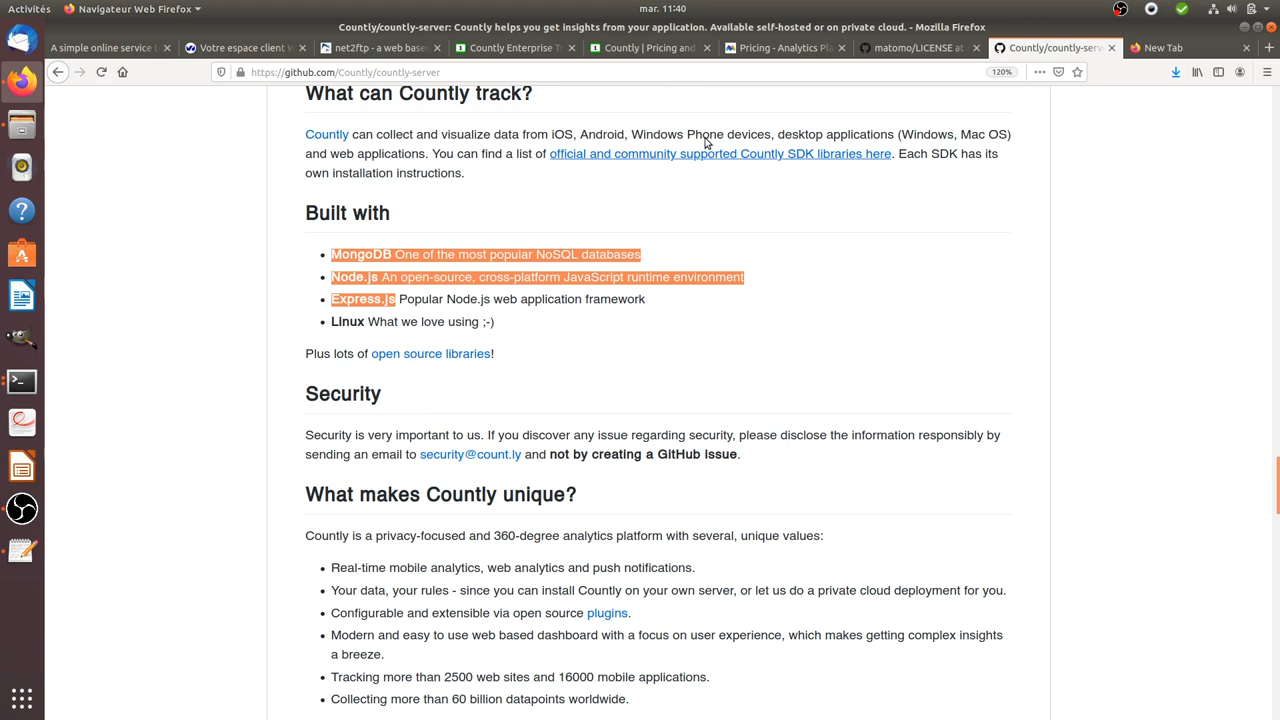 Activités
Navigateur Web Firefox
mar. 11:40
Countly/countly-server: Countly helps you get insights from your application. Available self-hosted or on private cloud. - Mozilla Firefox
A simple online service t
Votre espace client
net2ftp - a web base
Countly Enterprise T
Countly | Pricing and
Pricing - Analytics Pl
matomo/LICENSE at
Countly/countly-serv
New Tab
https://github.com/Countly/countly-server
120%
What can Countly track?
Countly can collect and visualize data from iOS, Android, Windows Phone devices, desktop applications (Windows, Mac OS)
and web applications. You can find a list of official and community supported Countly SDK libraries here. Each SDK has its
own installation instructions.
Built with
• MongoDB One of the most popular NoSQL databases
• Node.js An open-source, cross-platform JavaScript runtime environment
• Express.js Popular Node.js web application framework
• Linux What we love using ;-)
Plus lots of open source libraries!
Security
Security is very important to us. If you discover any issue regarding security, please disclose the information responsibly by
sending an email to security@count.ly and not by creating a GitHub issue.
What makes Countly unique?
Countly is a privacy-focused and 360-degree analytics platform with several, unique values:
• Real-time mobile analytics, web analytics and push notifications.
• Your data, your rules - since you can install Countly on your own server, or let us do a private cloud deployment for you.
• Configurable and extensible via open source plugins.
• Modern and easy to use web based dashboard with a focus on user experience, which makes getting complex insights
a breeze.
• Tracking more than 2500 web sites and 16000 mobile applications.
• Collecting more than 60 billion datapoints worldwide.